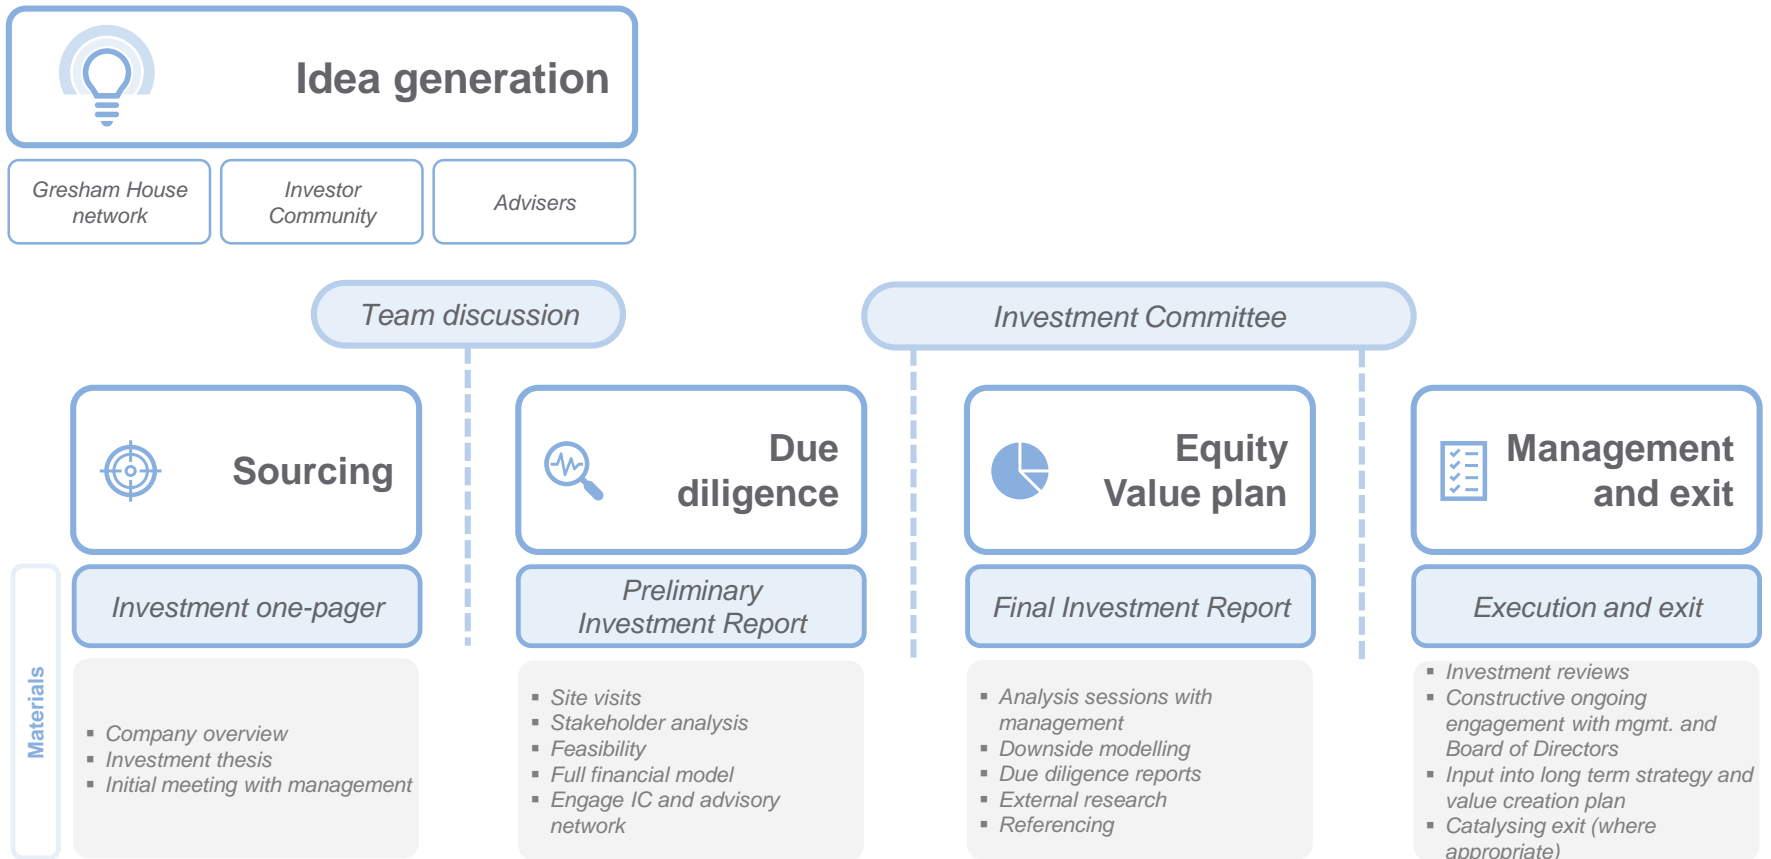 Idea generation
Gresham House
network
Investor
Community
Advisers
Team discussion
Investment Committee
Sourcing
Due
diligence
Equity
Value plan
Management
and exit
Materials
Investment one-pager
Preliminary
Investment Report
Final Investment Report
Execution and exit
▪ Company overview
▪ Investment thesis
▪ Initial meeting with management
▪ Site visits
▪ Stakeholder analysis
▪ Feasibility
▪ Full financial model
▪ Engage IC and advisory
network
▪ Analysis sessions with
management
▪ Downside modelling
▪ Due diligence reports
▪ External research
▪ Referencing
▪ Investment reviews
▪ Constructive ongoing
engagement with mgmt. and
Board of Directors
▪ Input into long term strategy and
value creation plan
▪ Catalysing exit (where
appropriate)